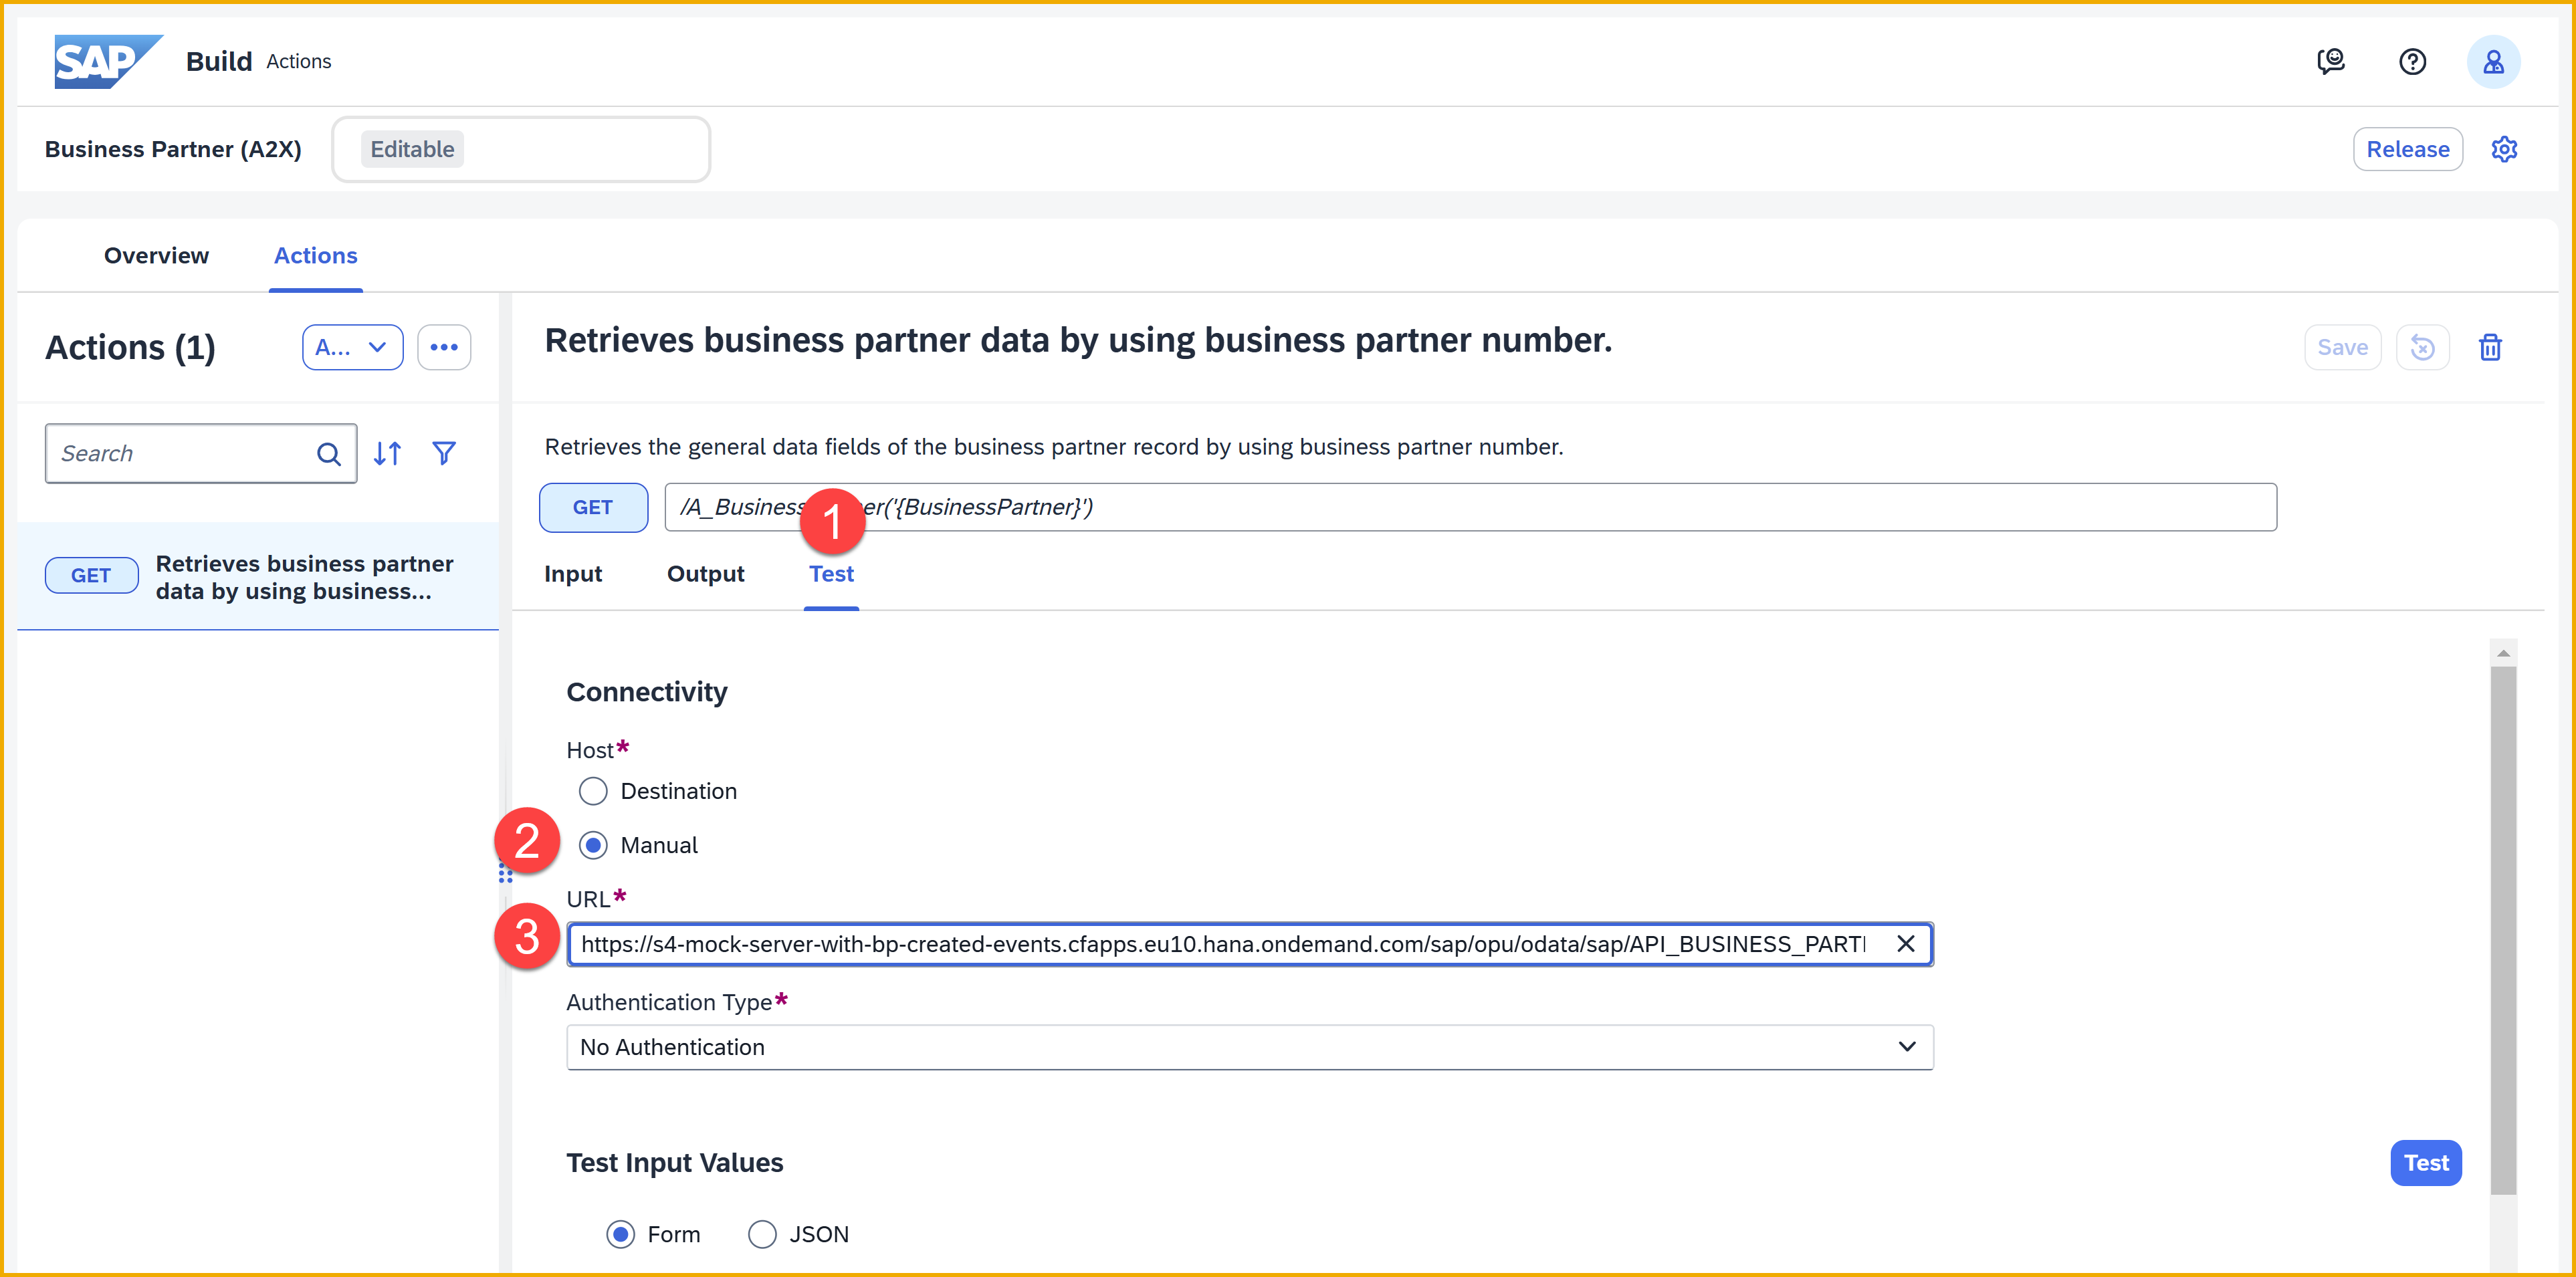 SAP Build Actions
Business Partner (A2X) Editable Release
Overview Actions
Actions (1) A...
Search
GET Retrieves business partner
data by using business...
Retrieves business partner data by using business partner number. Save
Retrieves the general data fields of the business partner record by using business partner number.
GET /A_Business er('{BusinessPartner}')
1
Input Output Test
Connectivity
Host*
Destination
2 Manual
URL*
3 https://s4-mock-server-with-bp-created-events.cfapps.eu10.hana.ondemand.com/sap/opu/odata/sap/API_BUSINESS_PART
Authentication Type*
No Authentication
Test Input Values Test
Form JSON